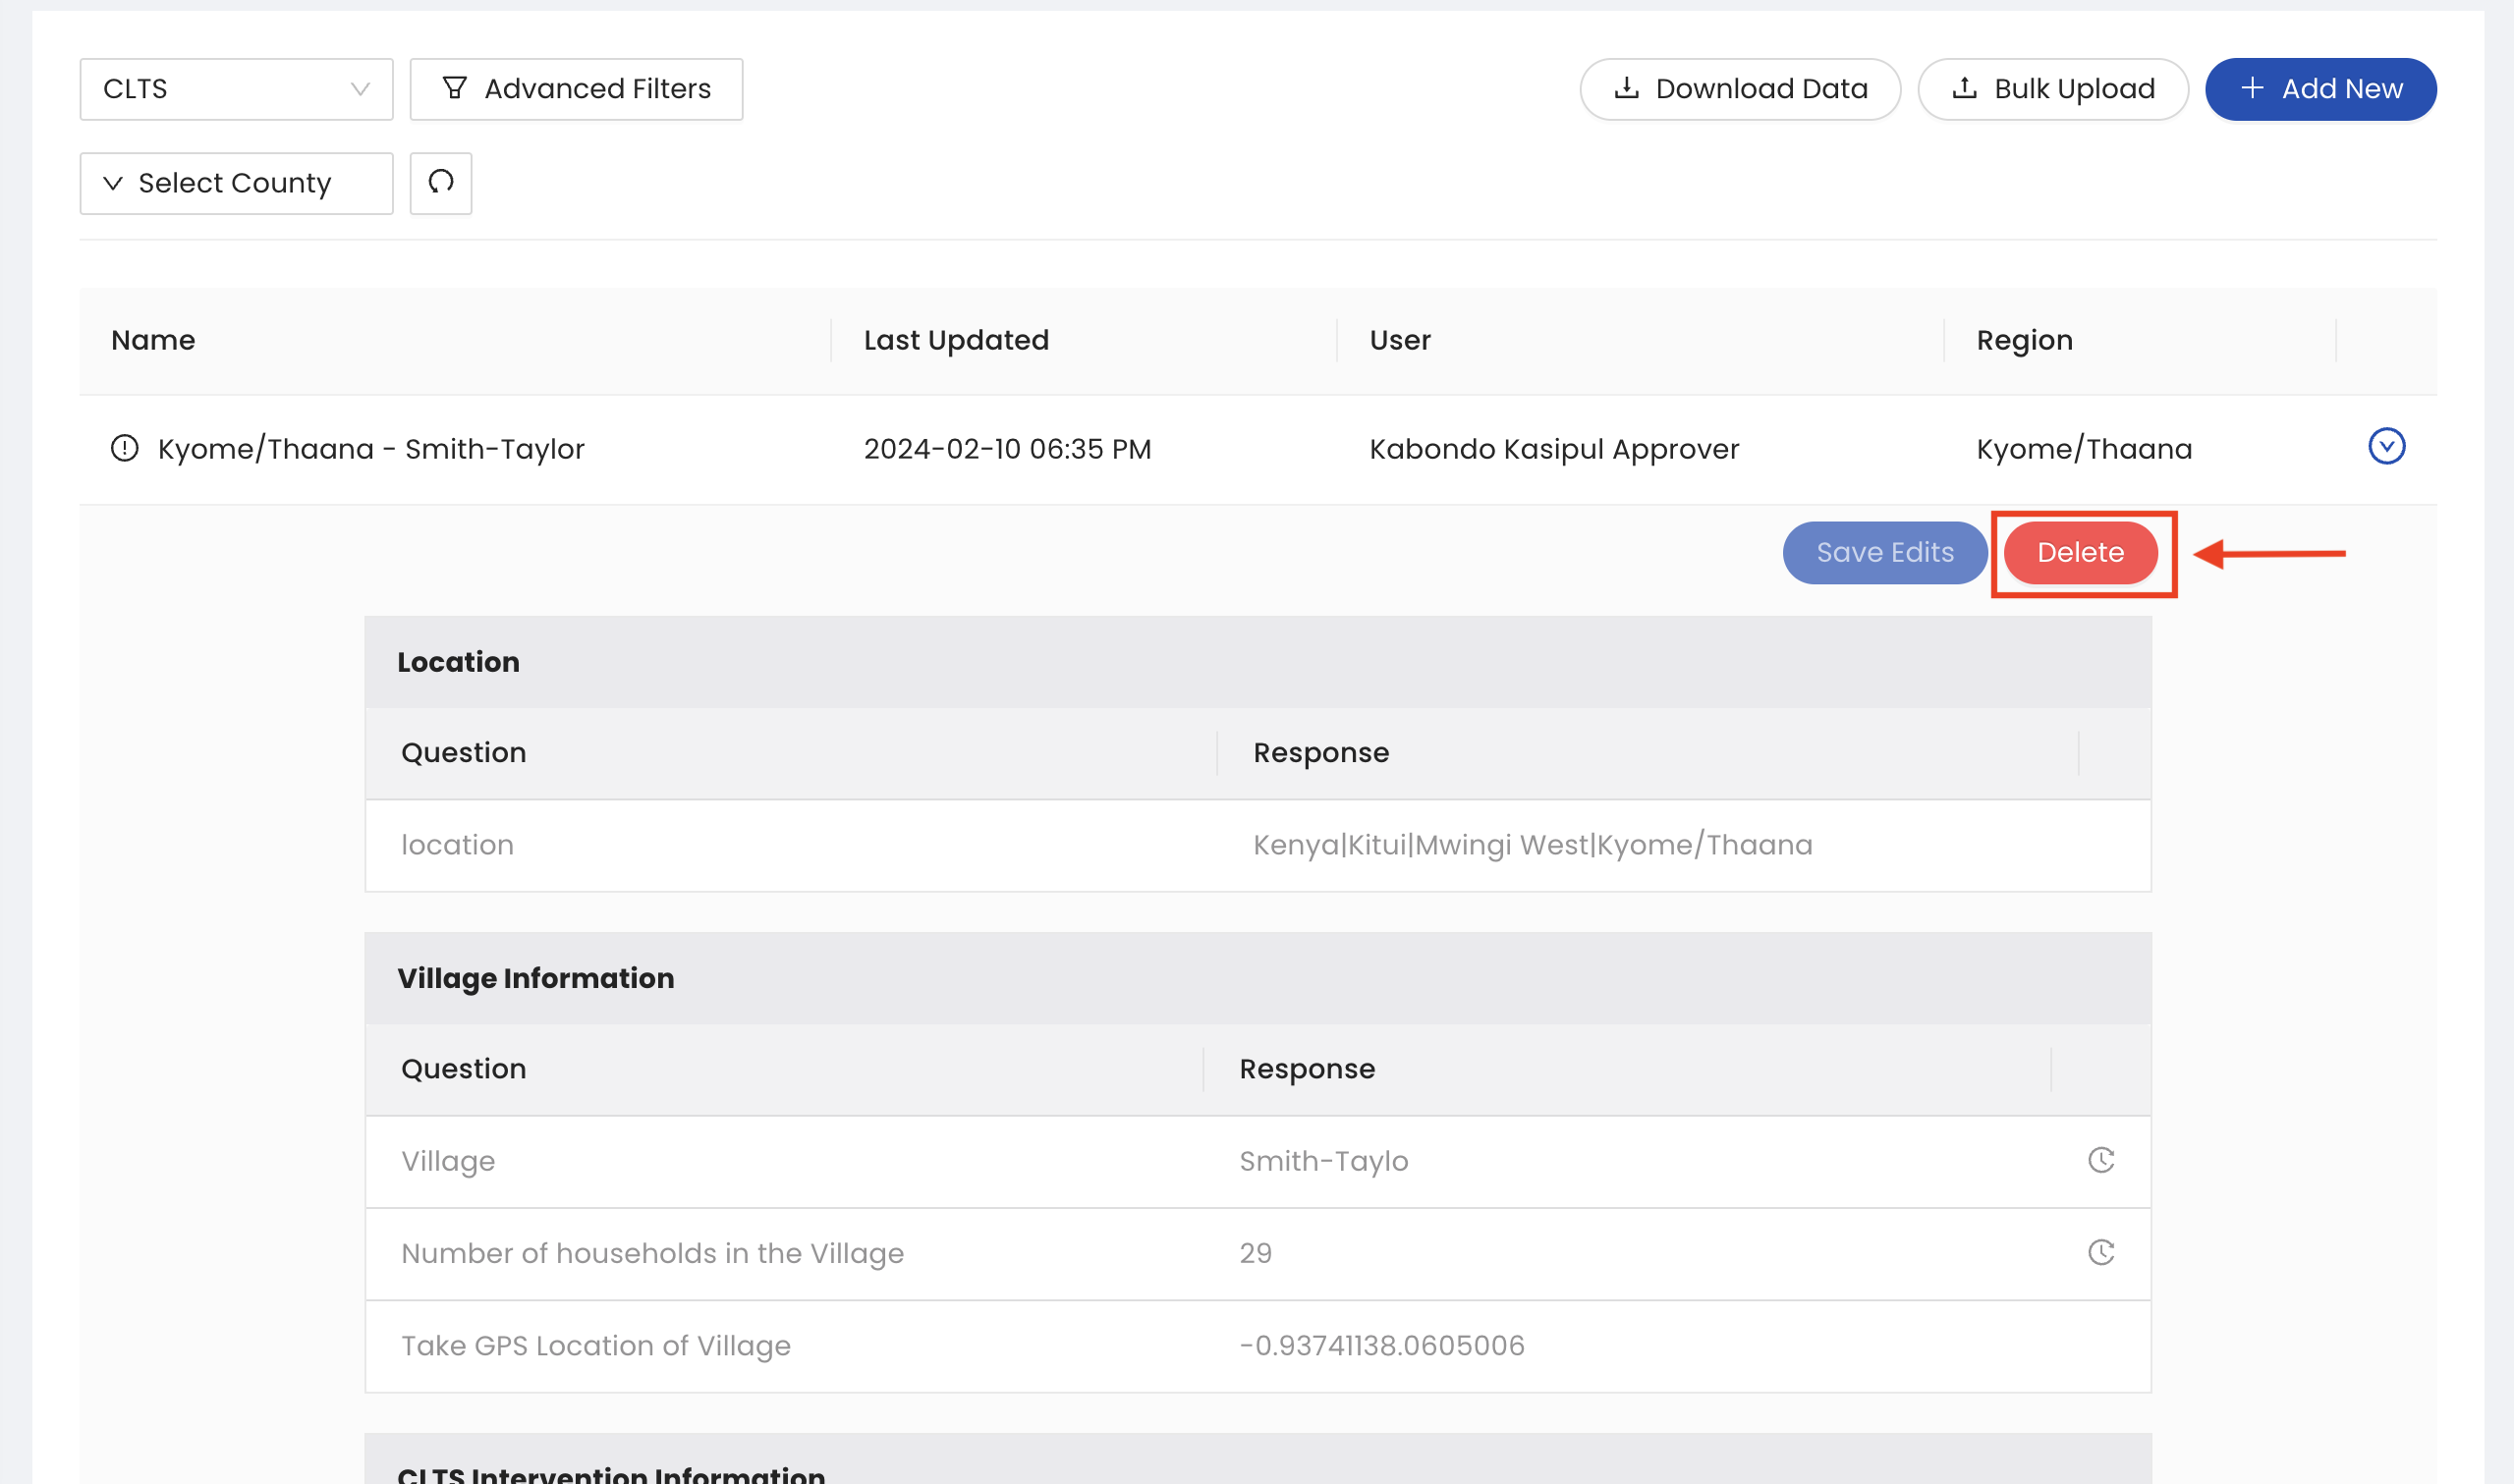 CLTS
Advanced Filters
Download Data
Bulk Upload
Add New
Select County
Name Last Updated User Region
Kyome/Thaana - Smith-Taylor 2024-02-10 06:35 PM Kabondo Kasipul Approver Kyome/Thaana
Save Edits
Delete
Location
Question Response
location Kenya|Kitui|Mwingi West|Kyome/Thaana
Village Information
Question Response
Village Smith-Taylo
Number of households in the Village 29
Take GPS Location of Village -0.93741138.0605006
CLTS Intervention Information